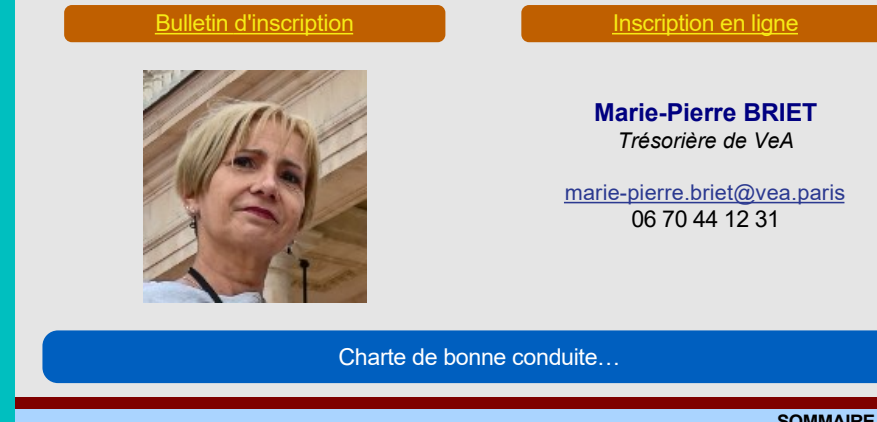 Bulletin d'inscription
Inscription en ligne
Marie-Pierre BRIET
Trésorière de VeA
marie-pierre.briet@vea.paris
06 70 44 12 31
Charte de bonne conduite…
SOMMAIRE